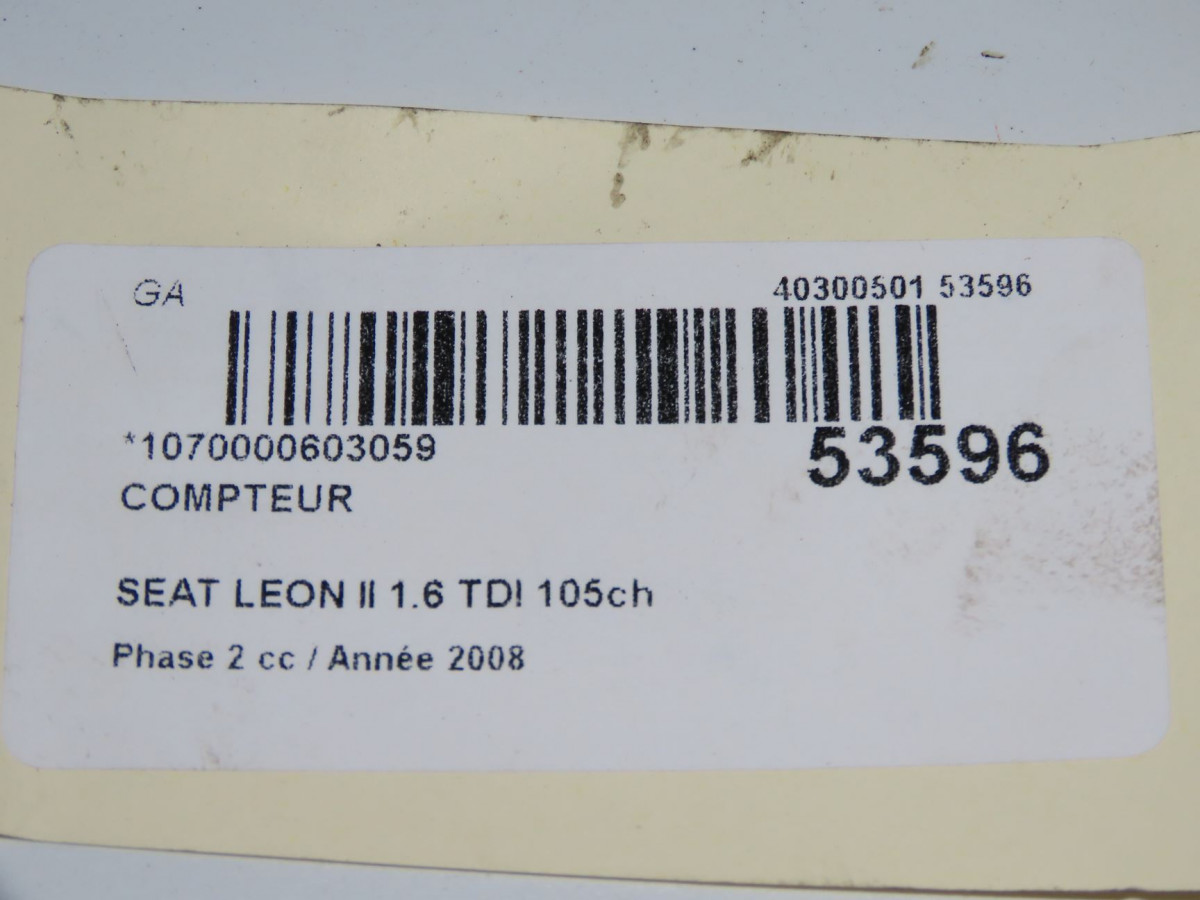 GA
40300501 53596
*1070000603059
53596
COMPTEUR
SEAT LEON II 1.6 TDI 105ch
Phase 2 cc / Année 2008